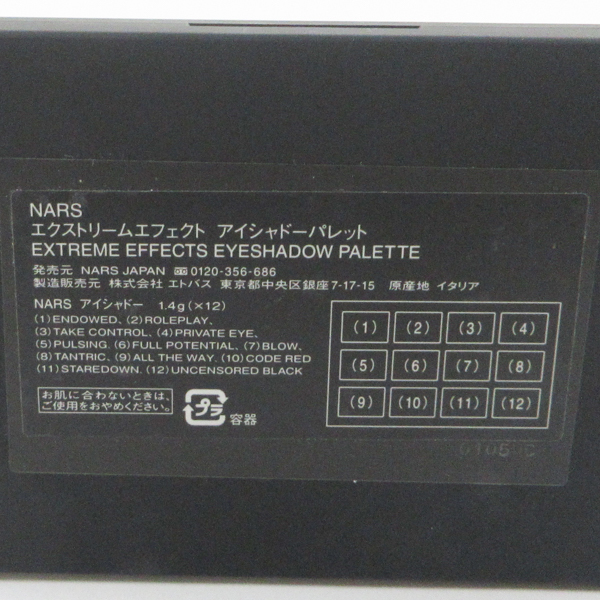 NARS
エクストリームエフェクト アイシャドーパレット
EXTREME EFFECTS EYESHADOW PALETTE
発売元 NARS JAPAN 0120-356-686
製造販売元 株式会社 エトバス 東京都中央区銀座7-17-15 原産地 イタリア
NARS アイシャドー 1.4g(×12)
(1)ENDOWED, (2)ROLEPLAY,
(3)TAKE CONTROL, (4)PRIVATE EYE,
(5)PULSING, (6)FULL POTENTIAL, (7)BLOW,
(8)TANTRIC, (9)ALL THE WAY, (10)CODE RED
(11)STAREDOWN, (12)UNCENSORED BLACK
お肌に合わないときは、
ご使用をおやめください。
プラ
容器
(1) (2) (3) (4)
(5) (6) (7) (8)
(9) (10) (11) (12)